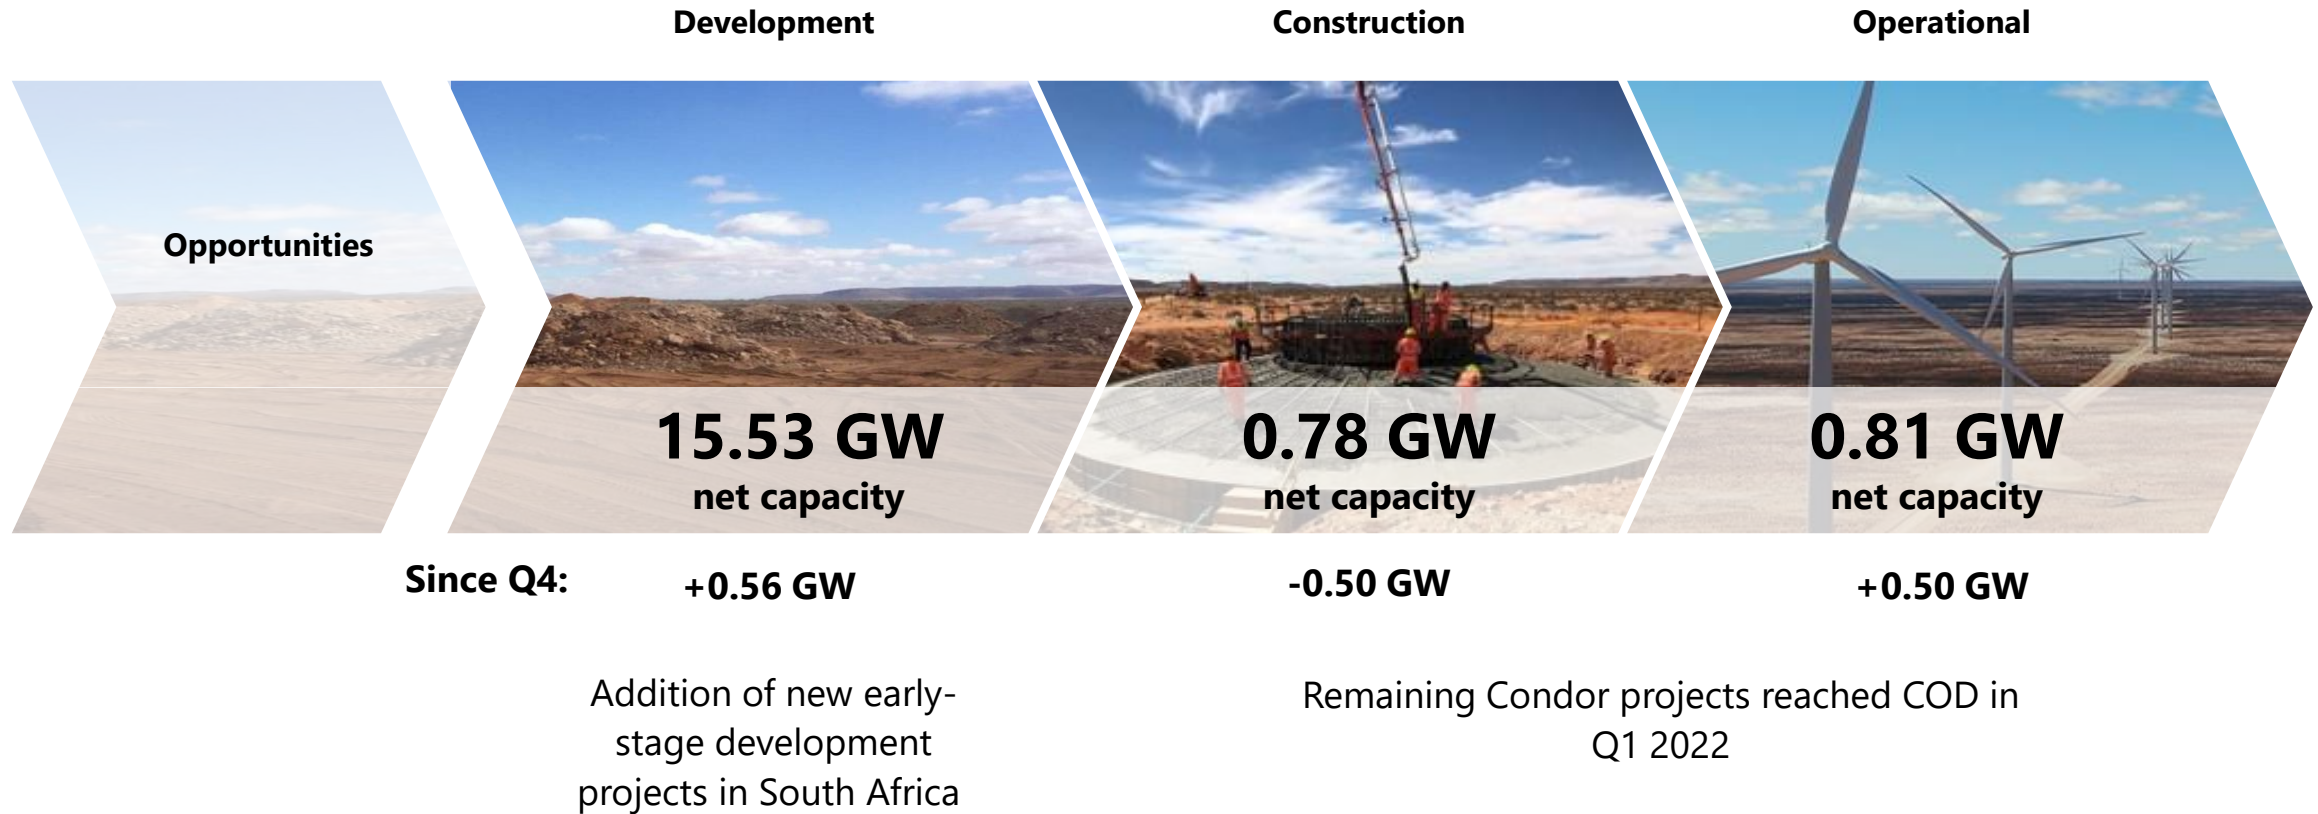 Development
Construction
Operational
Opportunities
15.53 GW
net capacity
0.78 GW
net capacity
0.81 GW
net capacity
Since Q4:
+0.56 GW
-0.50 GW
+0.50 GW
Addition of new early-
stage development
projects in South Africa
Remaining Condor projects reached COD in
Q1 2022